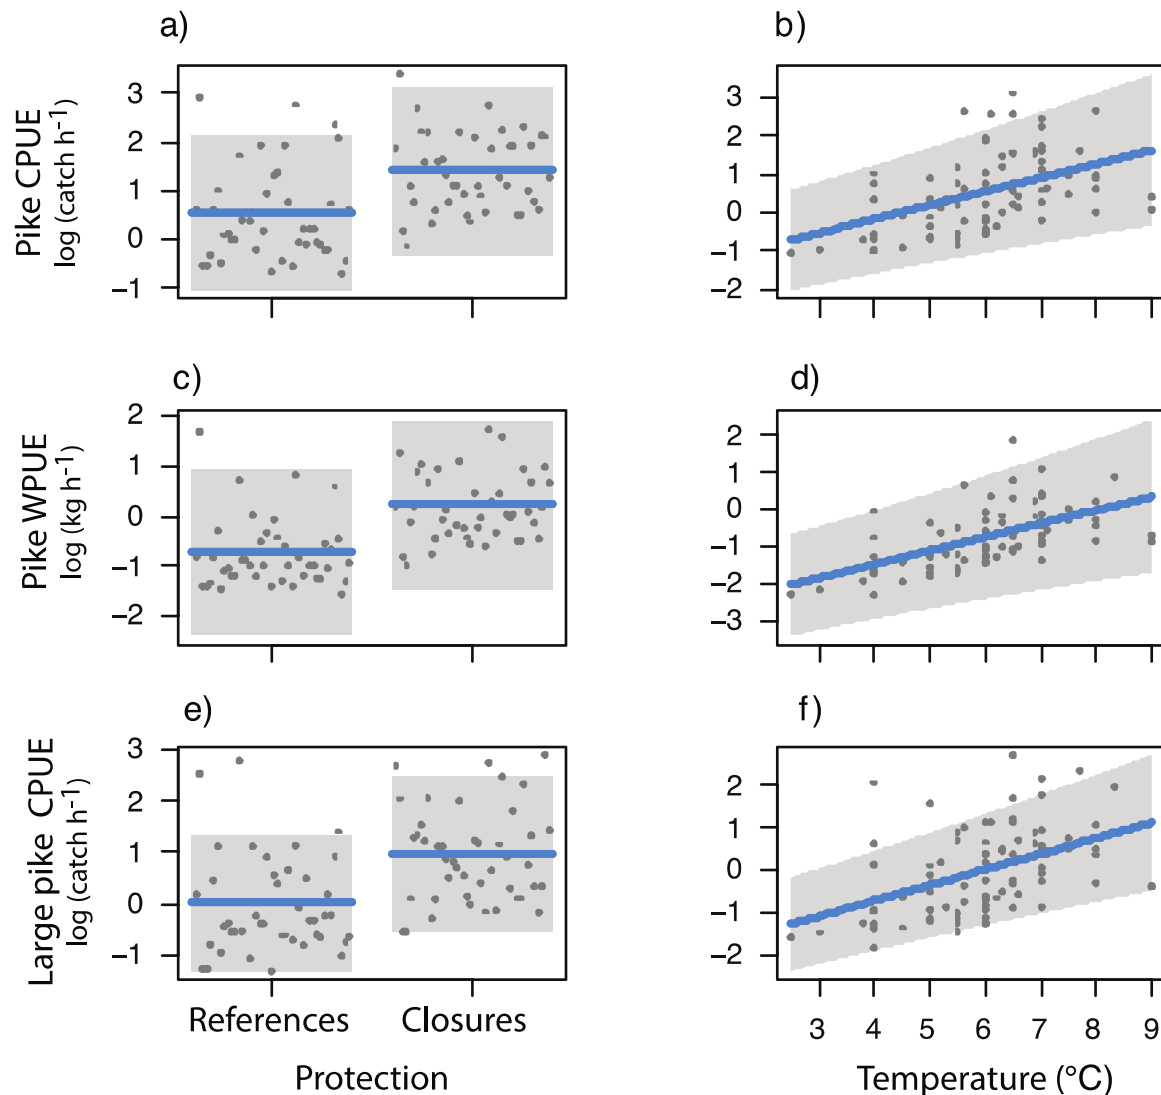 a)
Pike CPUE
log (catch h-1)
3
2
1
0
−1
b)
3
2
1
0
−1
−2
c)
Pike WPUE
log (kg h-1)
2
1
0
−1
−2
d)
2
1
0
−1
−2
−3
e)
Large pike CPUE
log (catch h-1)
3
2
1
0
−1
References Closures
Protection
f)
2
1
0
−1
−2
3 4 5 6 7 8 9
Temperature (°C)